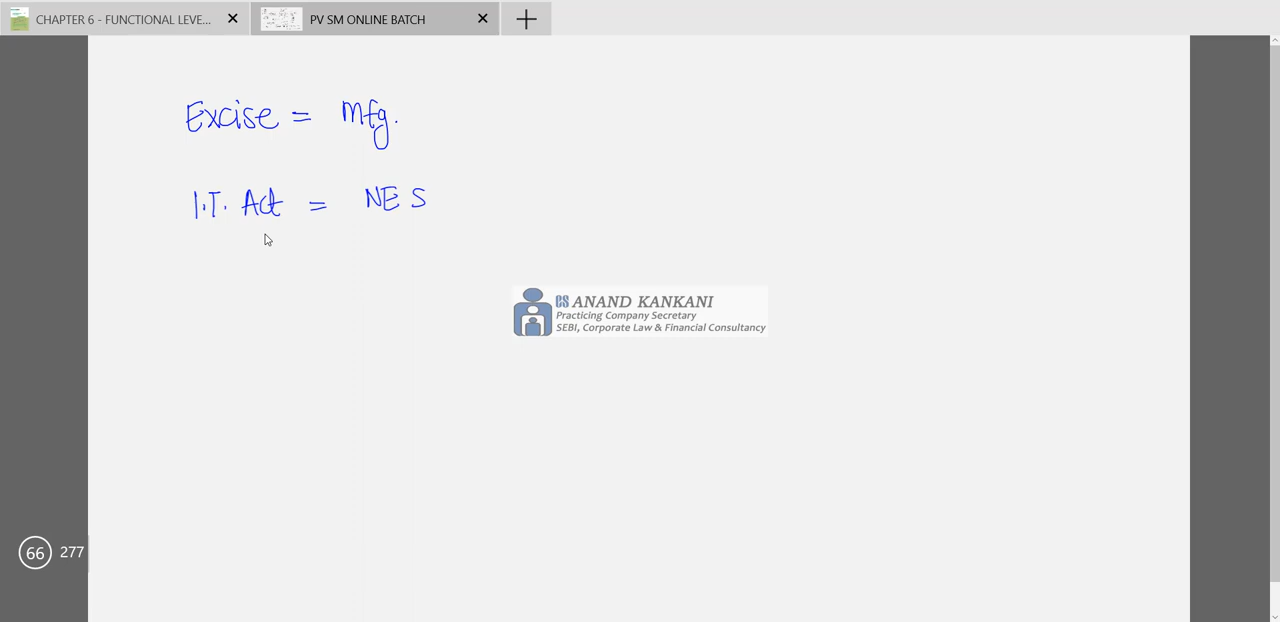 CHAPTER 6 - FUNCTIONAL LEVE...
PV SM ONLINE BATCH
Excise = Mfg.
I.T. Act = NES
CS ANAND KANKANI
Practicing Company Secretary
SEBI, Corporate Law & Financial Consultancy
66 277